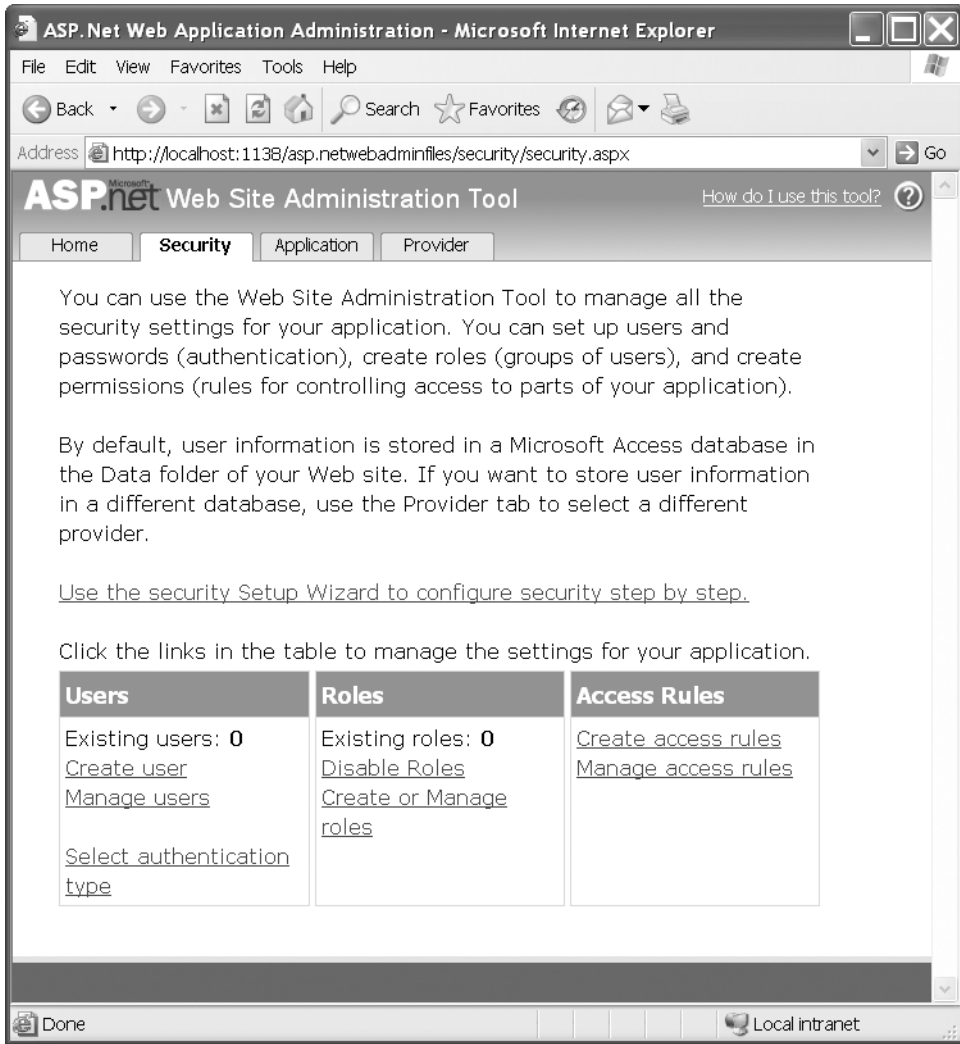 ASP.Net Web Application Administration - Microsoft Internet Explorer
File Edit View Favorites Tools Help
Back Search Favorites
Address http://localhost:1138/asp.netwebadminfiles/security/security.aspx Go
Microsoft
ASP.net Web Site Administration Tool How do I use this tool? ?
Home Security Application Provider
You can use the Web Site Administration Tool to manage all the
security settings for your application. You can set up users and
passwords (authentication), create roles (groups of users), and create
permissions (rules for controlling access to parts of your application).
By default, user information is stored in a Microsoft Access database in
the Data folder of your Web site. If you want to store user information
in a different database, use the Provider tab to select a different
provider.
Use the security Setup Wizard to configure security step by step.
Click the links in the table to manage the settings for your application.
Users Roles Access Rules
Existing users: 0 Existing roles: 0 Create access rules
Create user Disable Roles Manage access rules
Manage users Create or Manage
roles
Select authentication
type
Done Local intranet